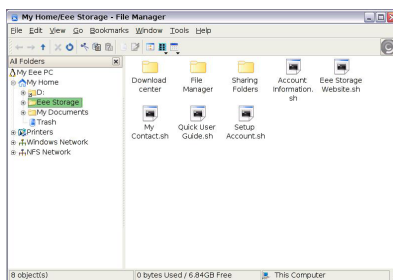 My Home/Eee Storage - File Manager
File Edit View Go Bookmarks Window Tools Help
All Folders
My Eee PC
My Home
D:
Eee Storage
My Documents
Trash
Printers
Windows Network
NFS Network
Download center
File Manager
Sharing Folders
Account Information.sh
Eee Storage Website.sh
My Contact.sh
Quick User Guide.sh
Setup Account.sh
8 object(s)
0 bytes Used / 6.84GB Free
This Computer